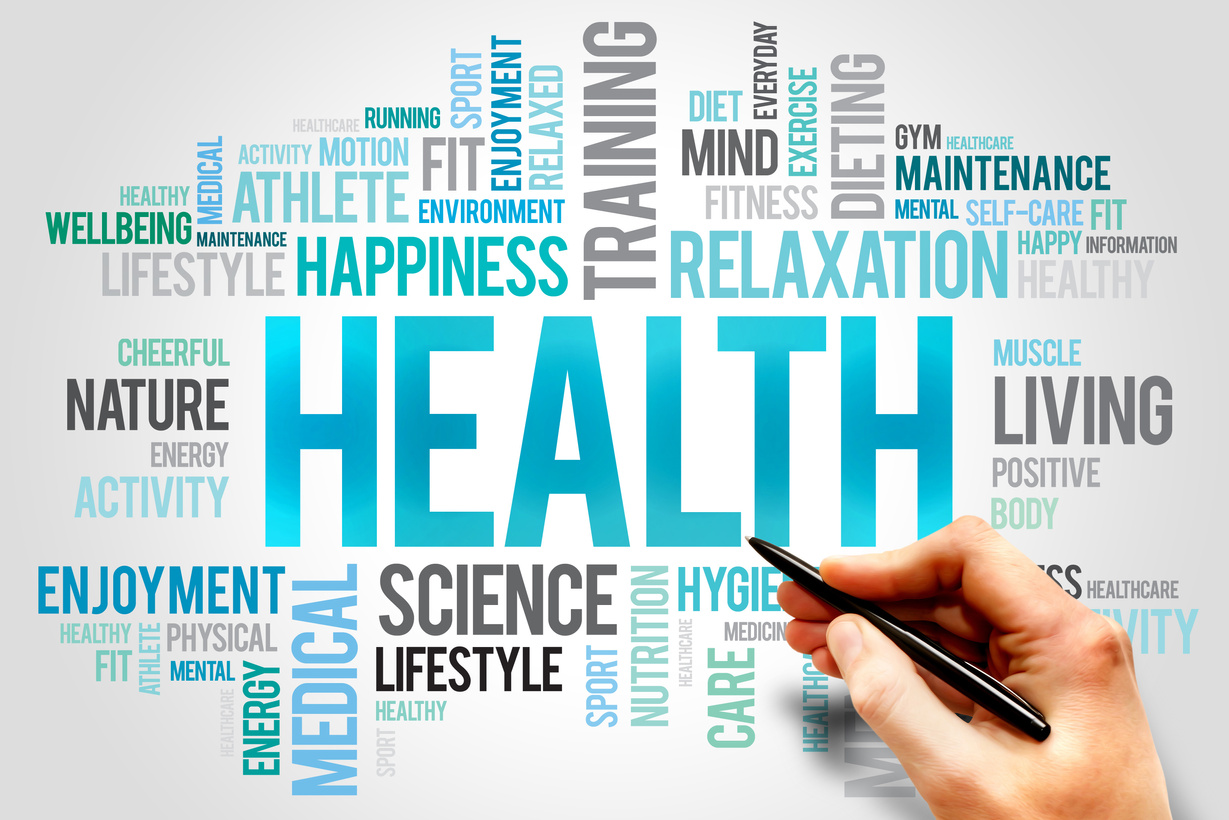 TRAINING
SPORT
ENJOYMENT
RELAXED
HEALTHCARE
RUNNING
MEDICAL
ACTIVITY
MOTION
FIT
HEALTHY
ATHLETE
ENVIRONMENT
WELLBEING
MAINTENANCE
LIFESTYLE
HAPPINESS
EVERYDAY
DIET
EXERCISE
DIETING
MIND
GYM
HEALTHCARE
MAINTENANCE
FITNESS
MENTAL
SELF-CARE
FIT
RELAXATION
HAPPY
INFORMATION
HEALTHY
HEALTH
CHEERFUL
NATURE
ENERGY
ACTIVITY
MUSCLE
LIVING
POSITIVE
BODY
ENJOYMENT
HEALTHY
ATHLETE
PHYSICAL
FIT
MENTAL
HEALTHCARE
ENERGY
MEDICAL
SCIENCE
LIFESTYLE
HEALTHY
SPORT
SPORT
NUTRITION
HYGIE
HEALTHCARE
MEDICIN
CARE
HEALTHC
HEALTHCARE